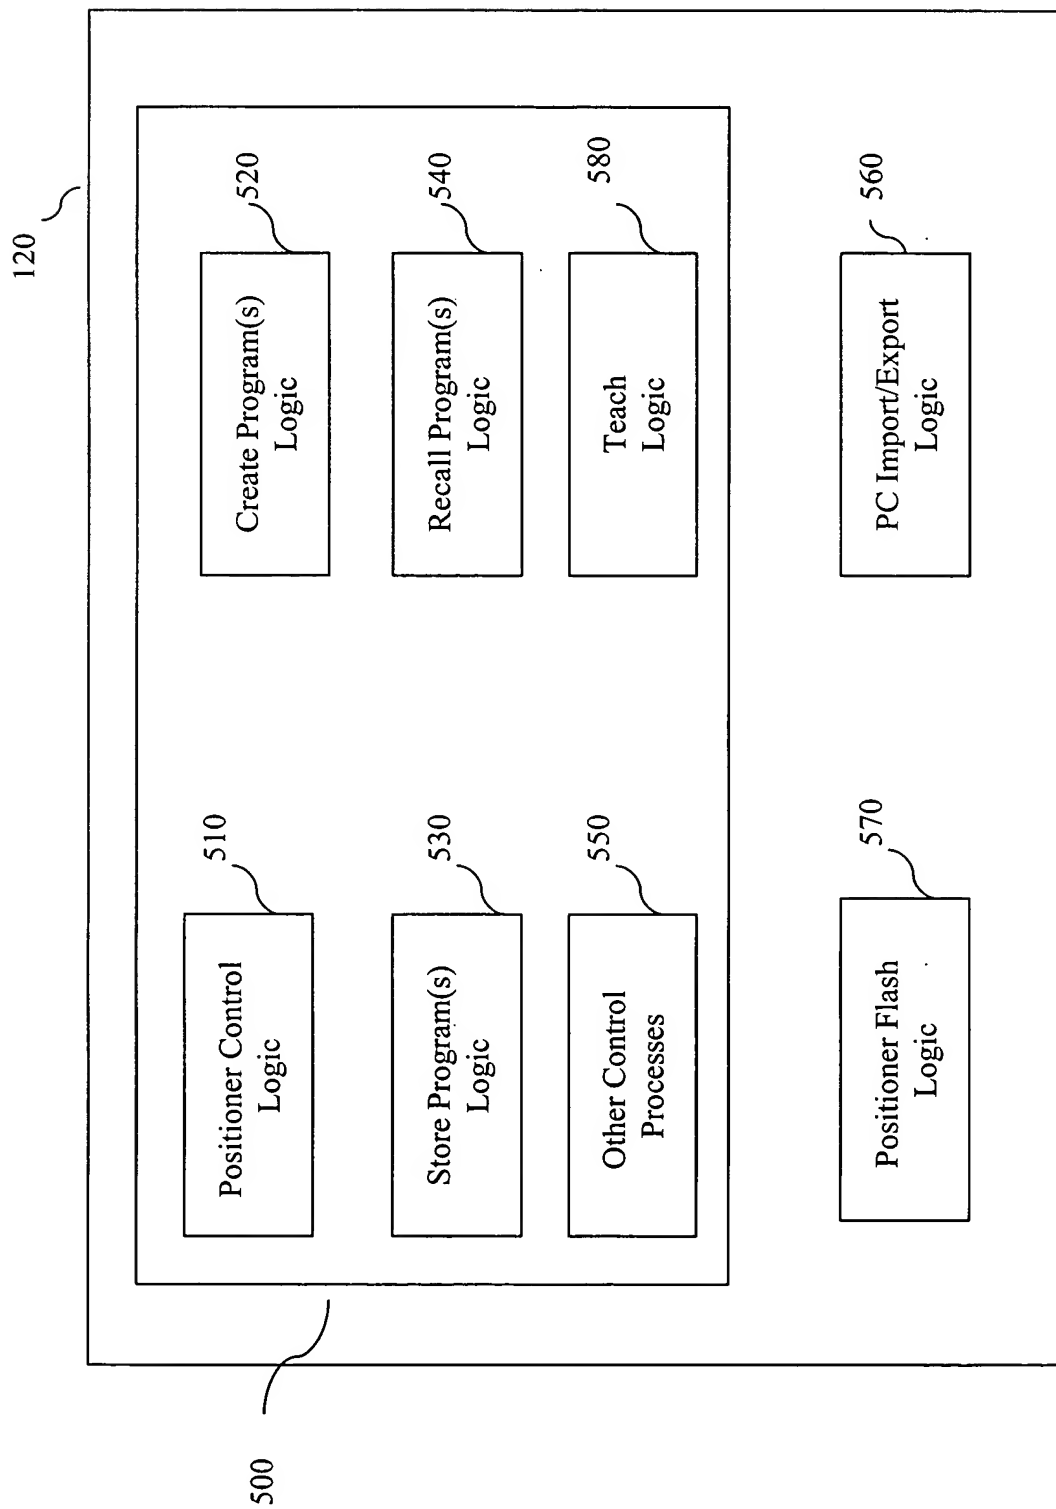 120
500
510
Positioner Control
Logic
520
Create Program(s)
Logic
530
Store Program(s)
Logic
540
Recall Program(s)
Logic
550
Other Control
Processes
580
Teach
Logic
570
Positioner Flash
Logic
560
PC Import/Export
Logic